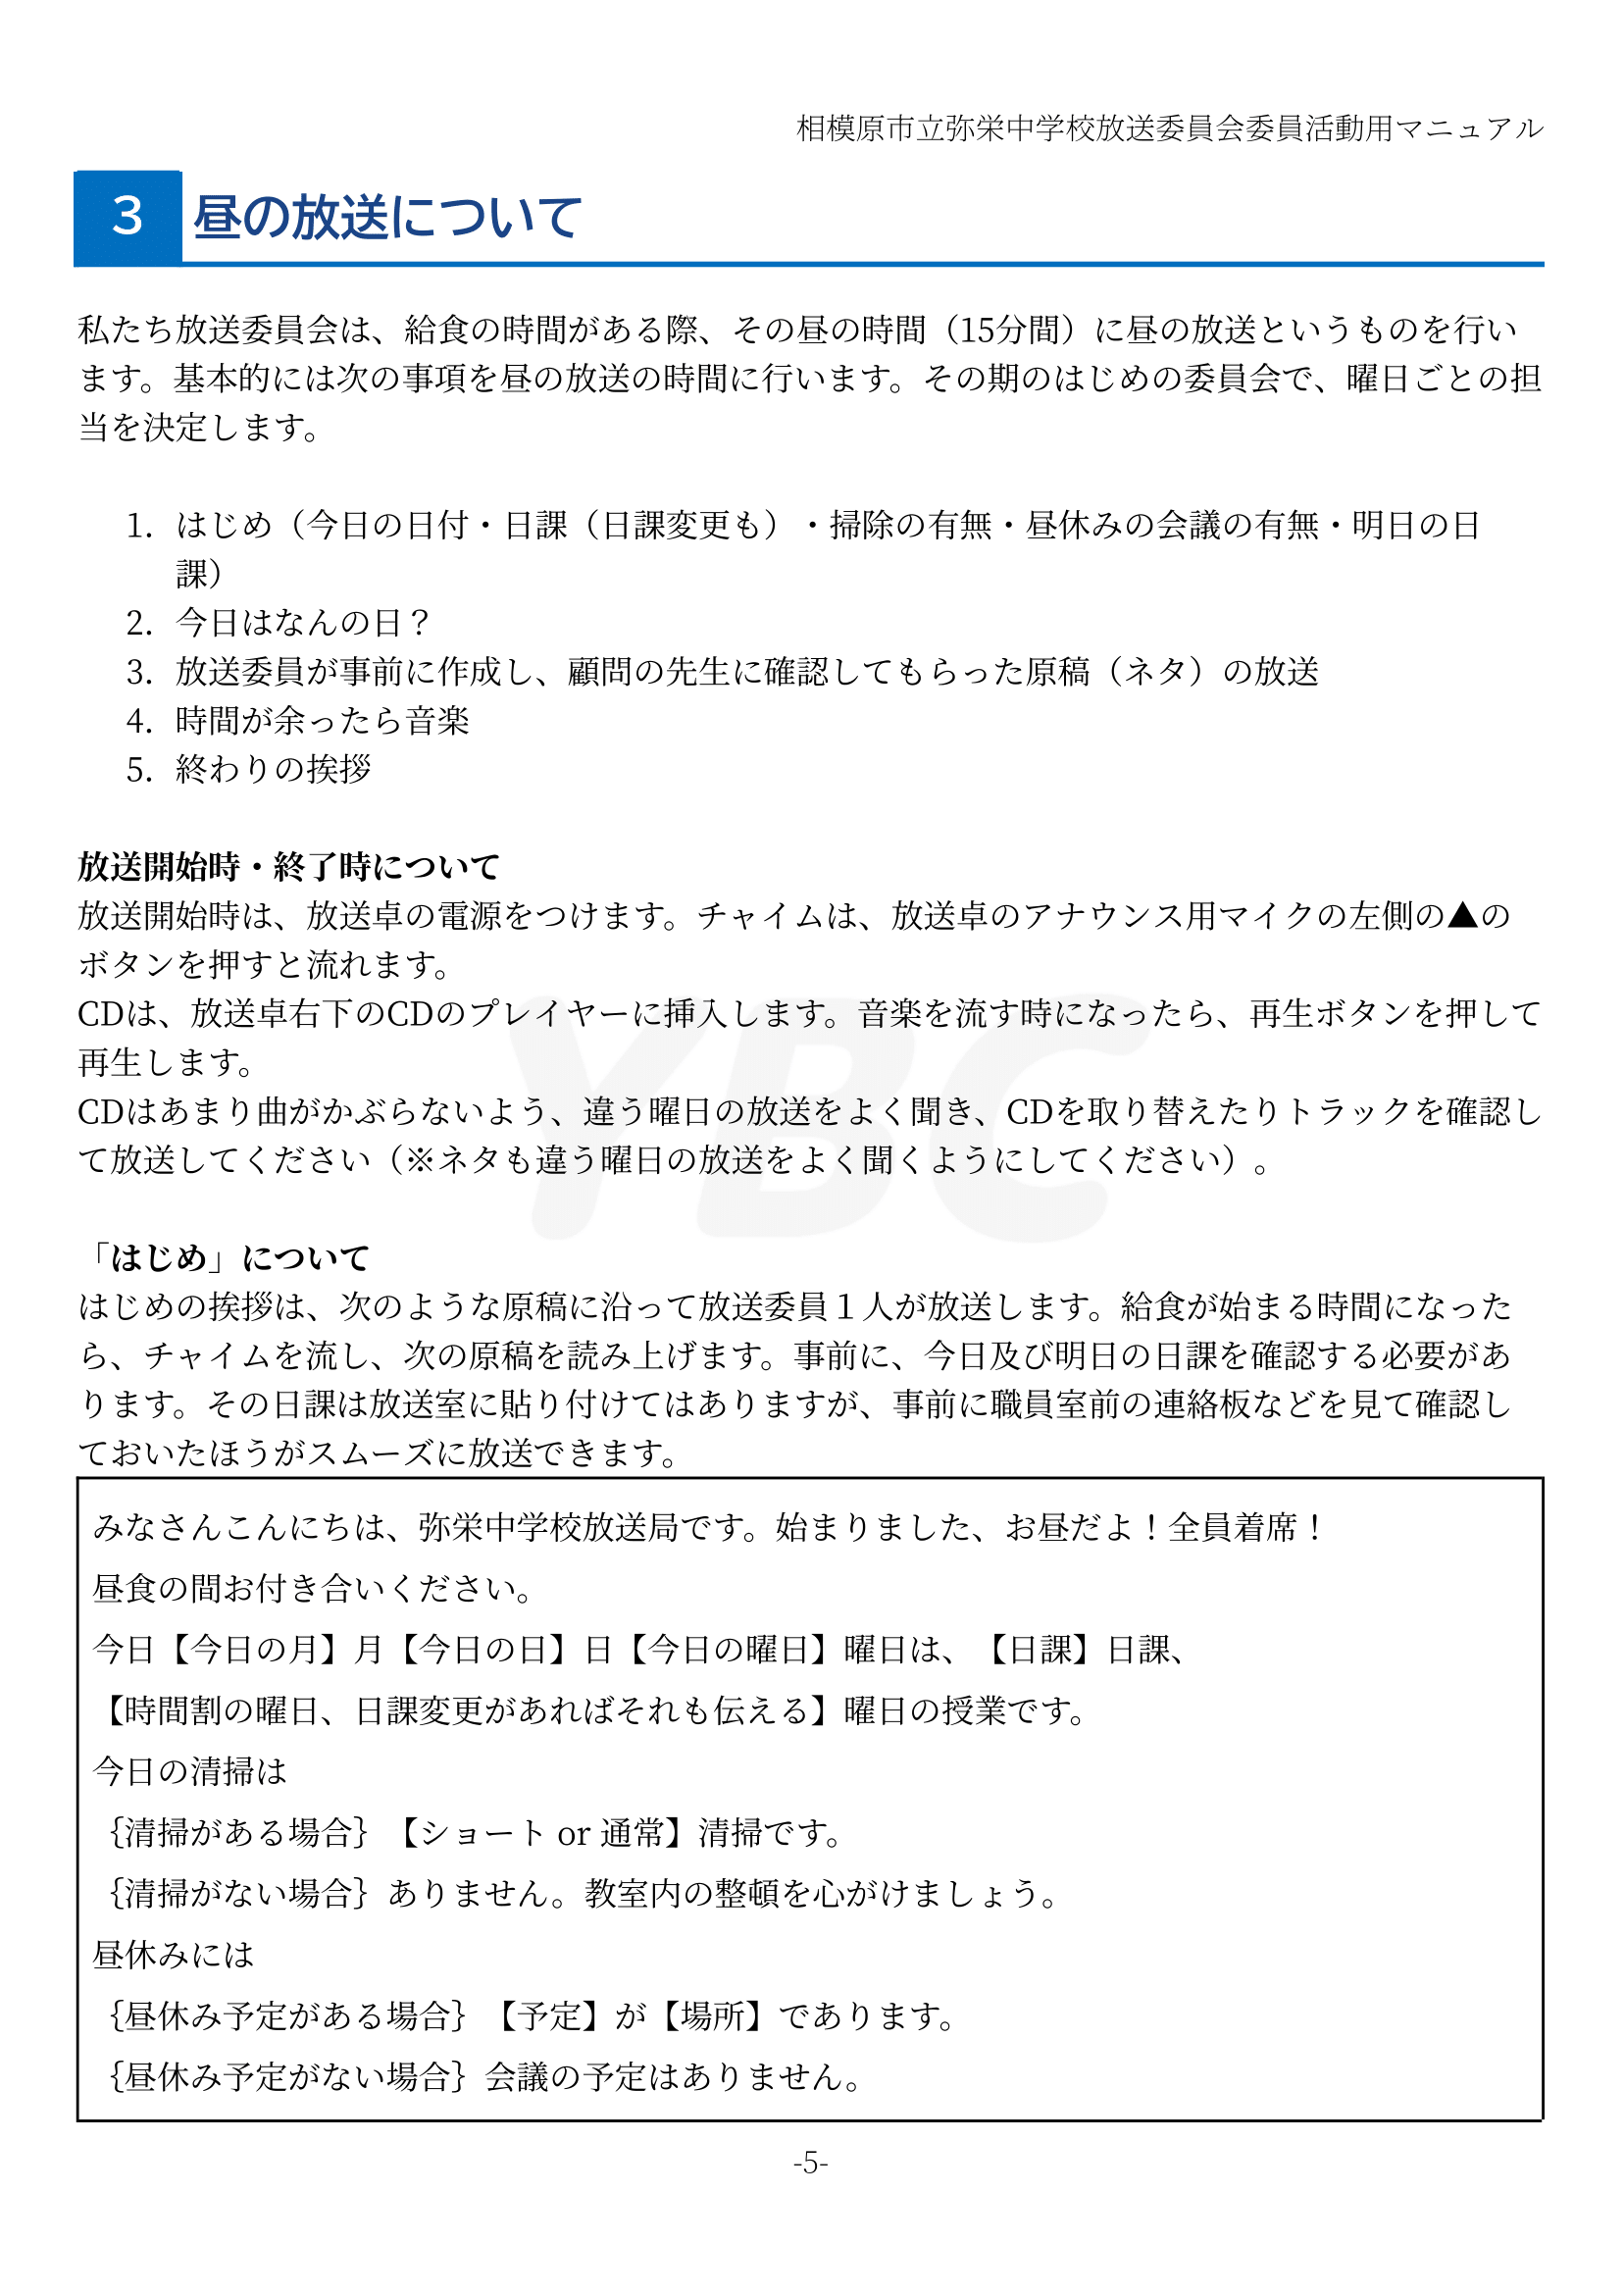 相模原市立弥栄中学校放送委員会委員活動用マニュアル
3 昼の放送について
私たち放送委員会は、給食の時間がある際、その昼の時間（15分間）に昼の放送というものを行い
ます。基本的には次の事項を昼の放送の時間に行います。その期のはじめの委員会で、曜日ごとの担
当を決定します。
1. はじめ（今日の日付・日課（日課変更も）・掃除の有無・昼休みの会議の有無・明日の日
課）
2. 今日はなんの日？
3. 放送委員が事前に作成し、顧問の先生に確認してもらった原稿（ネタ）の放送
4. 時間が余ったら音楽
5. 終わりの挨拶
放送開始時・終了時について
放送開始時は、放送卓の電源をつけます。チャイムは、放送卓のアナウンス用マイクの左側の▲の
ボタンを押すと流れます。
CDは、放送卓右下のCDのプレイヤーに挿入します。音楽を流す時になったら、再生ボタンを押して
再生します。
CDはあまり曲がかぶらないよう、違う曜日の放送をよく聞き、CDを取り替えたりトラックを確認し
て放送してください（※ネタも違う曜日の放送をよく聞くようにしてください）。
YBC
「はじめ」について
はじめの挨拶は、次のような原稿に沿って放送委員１人が放送します。給食が始まる時間になった
ら、チャイムを流し、次の原稿を読み上げます。事前に、今日及び明日の日課を確認する必要があ
ります。その日課は放送室に貼り付けてはありますが、事前に職員室前の連絡板などを見て確認し
ておいたほうがスムーズに放送できます。
みなさんこんにちは、弥栄中学校放送局です。始まりました、お昼だよ！全員着席！
昼食の間お付き合いください。
今日【今日の月】月【今日の日】日【今日の曜日】曜日は、【日課】日課、
【時間割の曜日、日課変更があればそれも伝える】曜日の授業です。
今日の清掃は
｛清掃がある場合｝【ショート or 通常】清掃です。
｛清掃がない場合｝ありません。教室内の整頓を心がけましょう。
昼休みには
｛昼休み予定がある場合｝【予定】が【場所】であります。
｛昼休み予定がない場合｝会議の予定はありません。
-5-